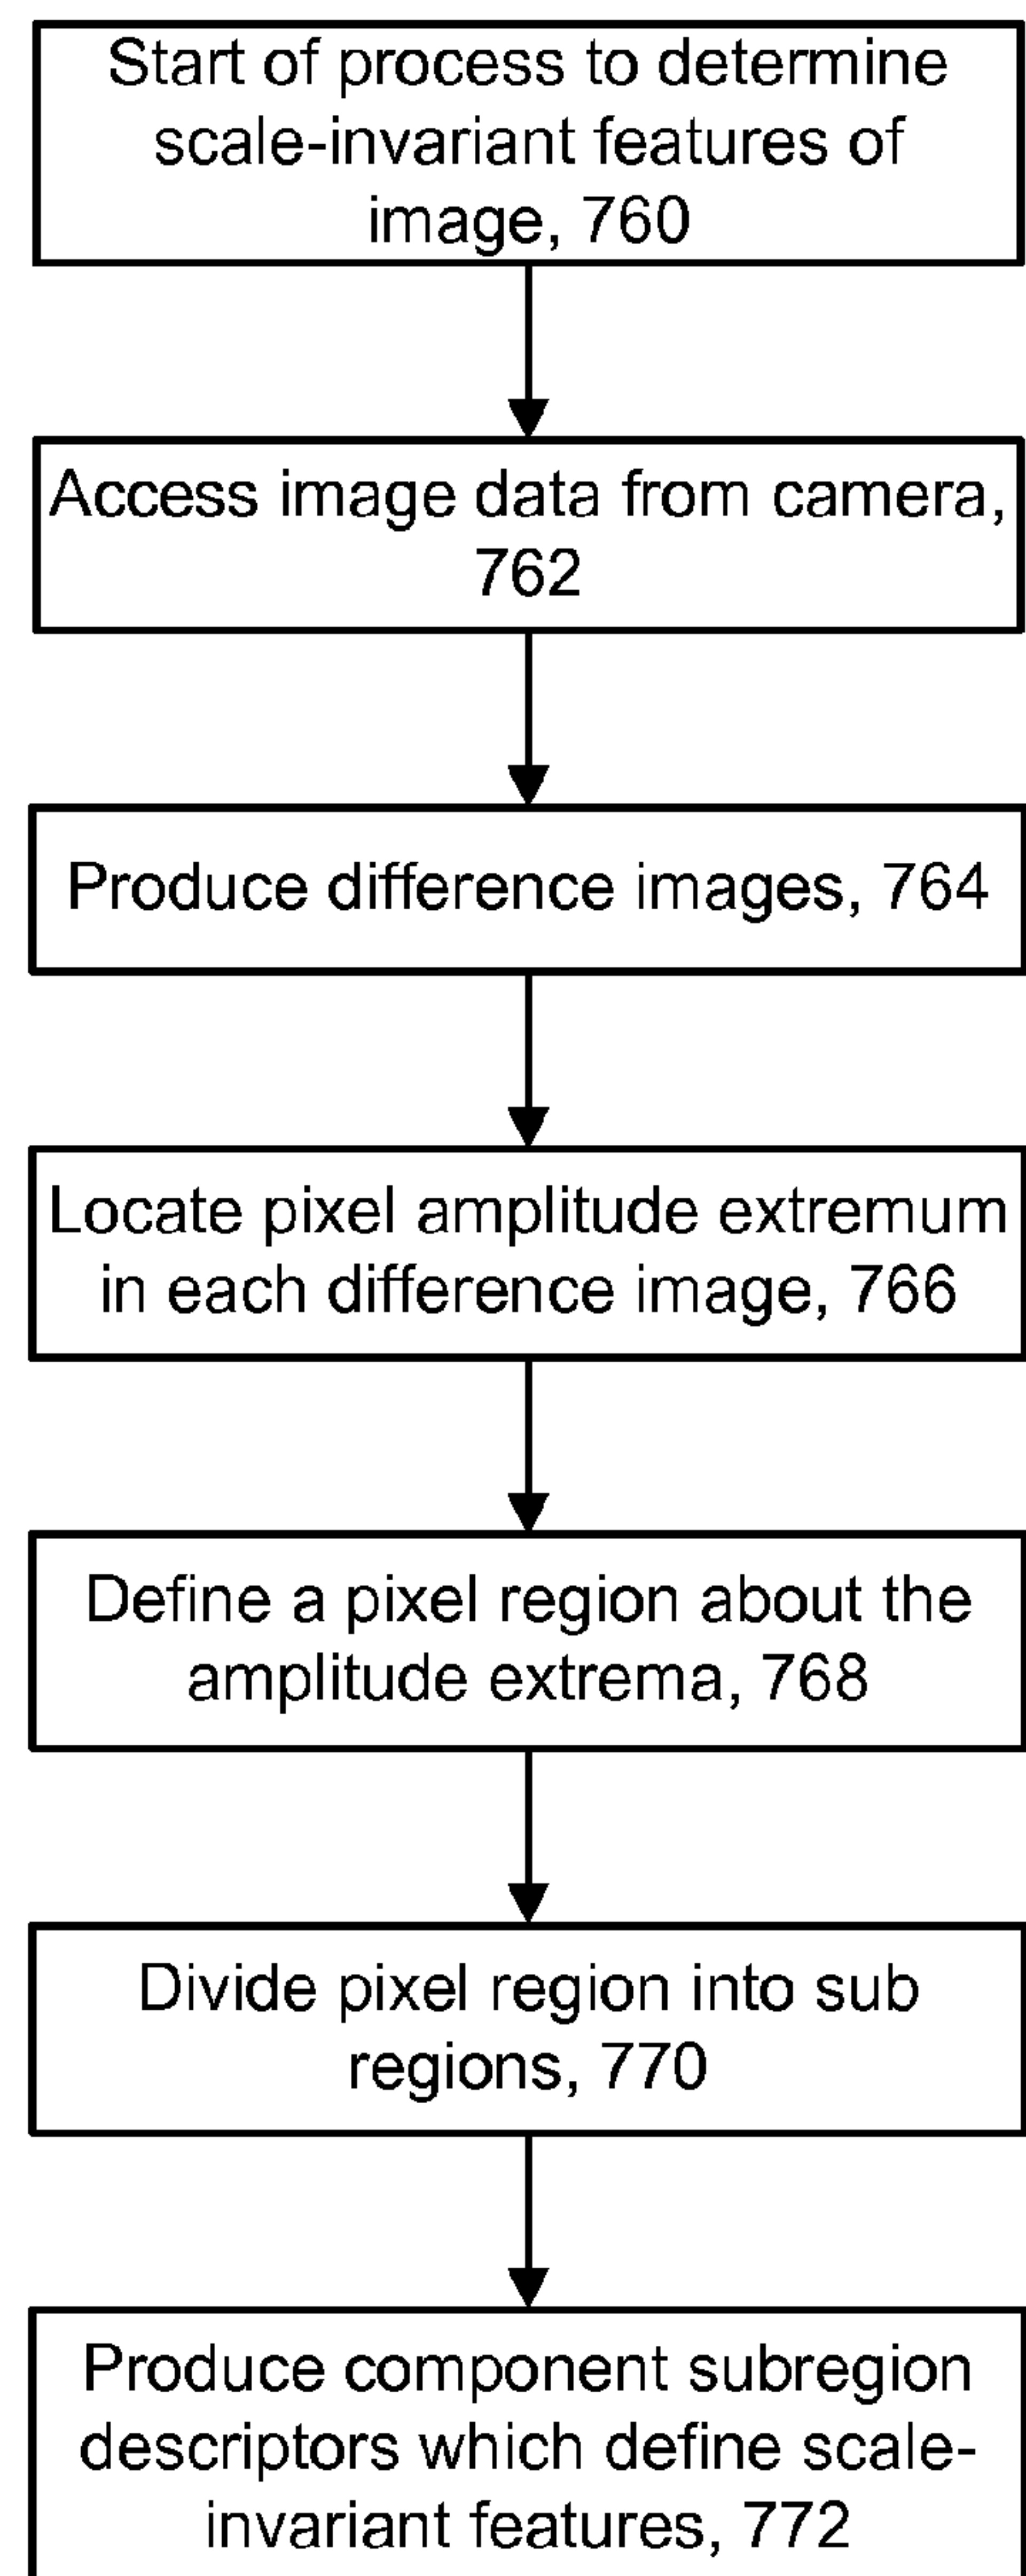 Start of process to determine
scale-invariant features of
image, 760
Access image data from camera,
762
Produce difference images, 764
Locate pixel amplitude extremum
in each difference image, 766
Define a pixel region about the
amplitude extrema, 768
Divide pixel region into sub
regions, 770
Produce component subregion
descriptors which define scale-
invariant features, 772